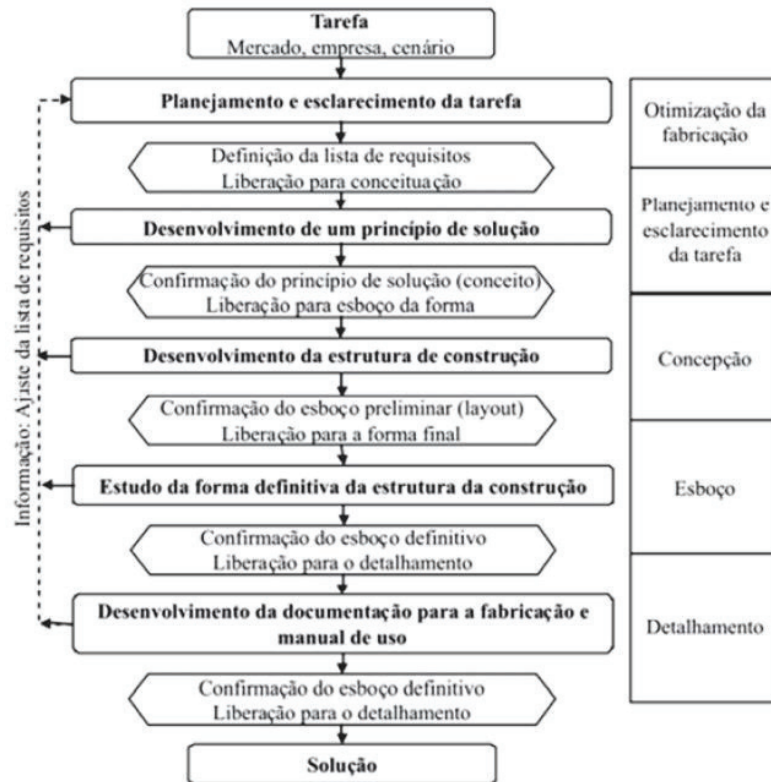 Tarefa
Mercado, empresa, cenário
Planejamento e esclarecimento da tarefa
Definição da lista de requisitos
Liberação para conceituação
Desenvolvimento de um princípio de solução
Confirmação do princípio de solução (conceito)
Liberação para esboço da forma
Desenvolvimento da estrutura de construção
Confirmação do esboço preliminar (layout)
Liberação para a forma final
Estudo da forma definitiva da estrutura da construção
Confirmação do esboço definitivo
Liberação para o detalhamento
Desenvolvimento da documentação para a fabricação e
manual de uso
Confirmação do esboço definitivo
Liberação para o detalhamento
Solução
Informação: Ajuste da lista de requisitos
Otimização da
fabricação
Planejamento e
esclarecimento
da tarefa
Concepção
Esboço
Detalhamento